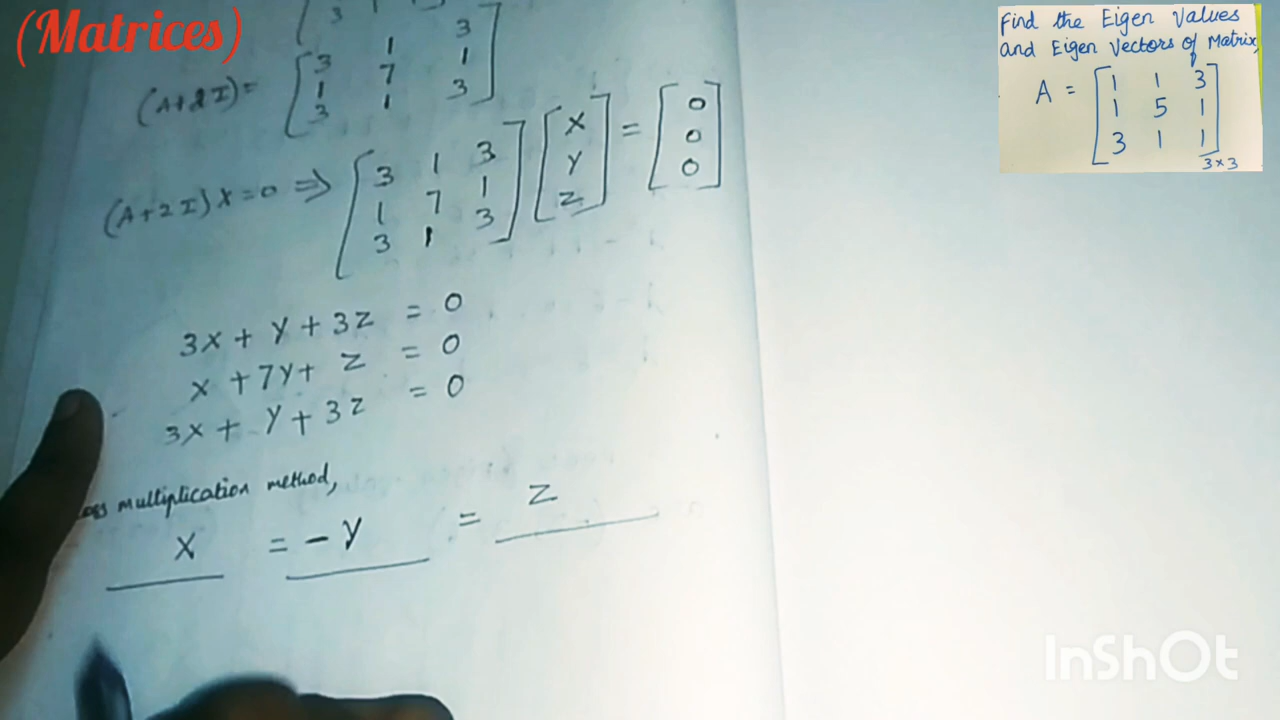 (Matrices)
3
3 1 3
(A+2I)= 1 7 1
3 1 3
3 1 3 x 0
(A+2I)X=0 ⇒ 1 7 1 y = 0
3 1 3 z 0
3x + y + 3z = 0
x + 7y + z = 0
3x + y + 3z = 0
multiplication method,
x = -y = z
Find the Eigen Values
and Eigen Vectors of Matrix,
1 1 3
A = 1 5 1
3 1 1
3×3
InShOt